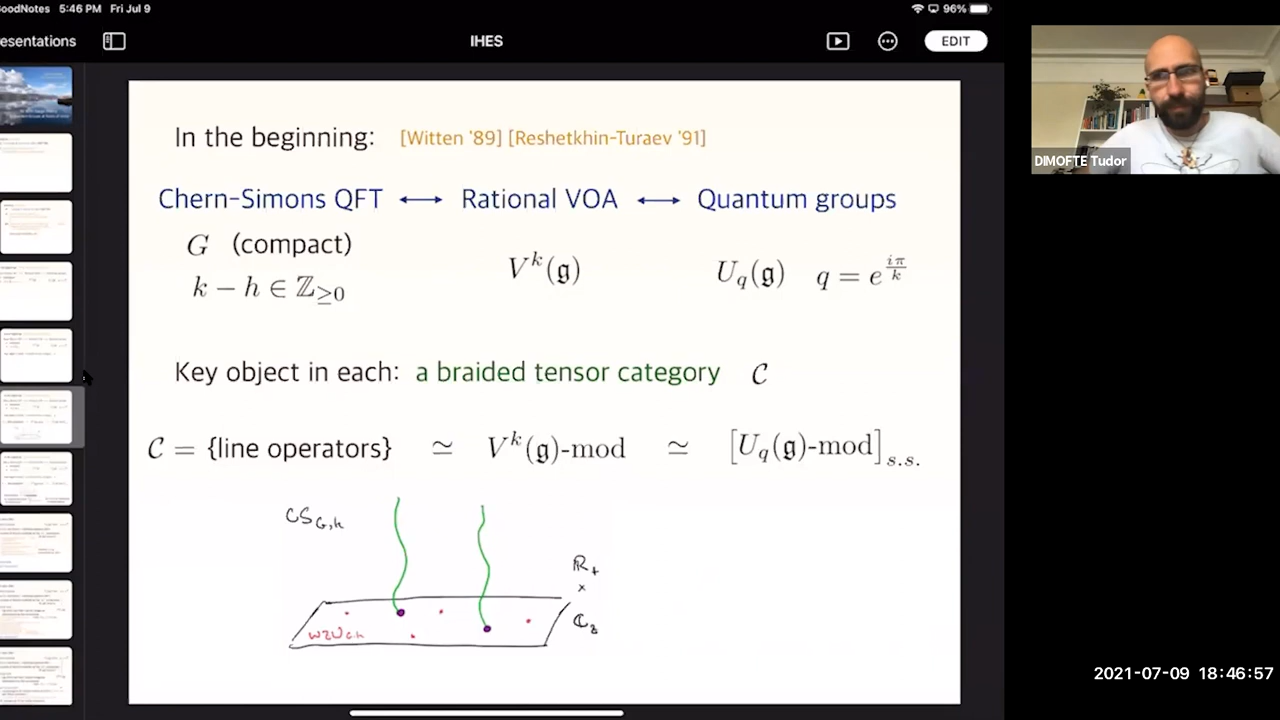 GoodNotes 5:46 PM Fri Jul 9 96%
esentations IHES EDIT
In the beginning: [Witten '89] [Reshetkhin-Turaev '91]
Chern-Simons QFT ⟷ Rational VOA ⟷ Quantum groups
G (compact) V^k(𝔤) U_q(𝔤) q = e^{iπ/k}
k − h ∈ ℤ_{≥0}
Key object in each: a braided tensor category 𝒞
𝒞 = {line operators} ≃ V^k(𝔤)-mod ≃ [U_q(𝔤)-mod]_{s.s.}
CS_{G,k}
ℝ_+
×
WZW_{G,k} ℂ_z
DIMOFTE Tudor
2021-07-09 18:46:57